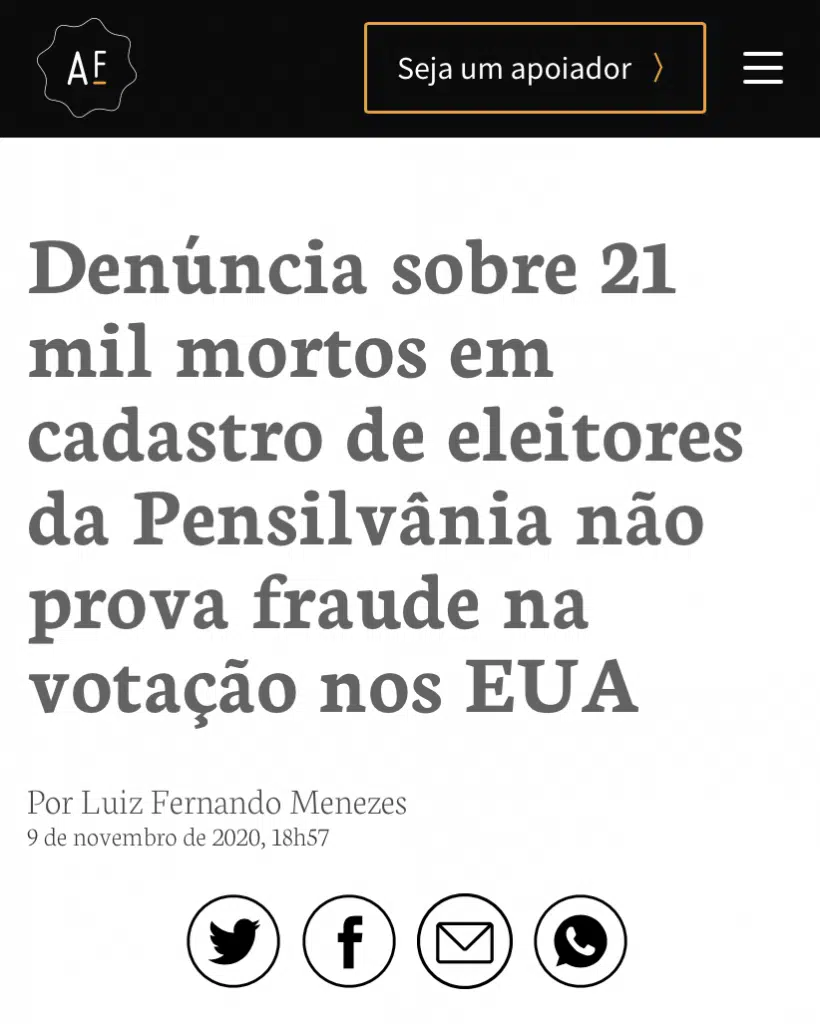 AF
Seja um apoiador
Denúncia sobre 21
mil mortos em
cadastro de eleitores
da Pensilvânia não
prova fraude na
votação nos EUA
Por Luiz Fernando Menezes
9 de novembro de 2020, 18h57